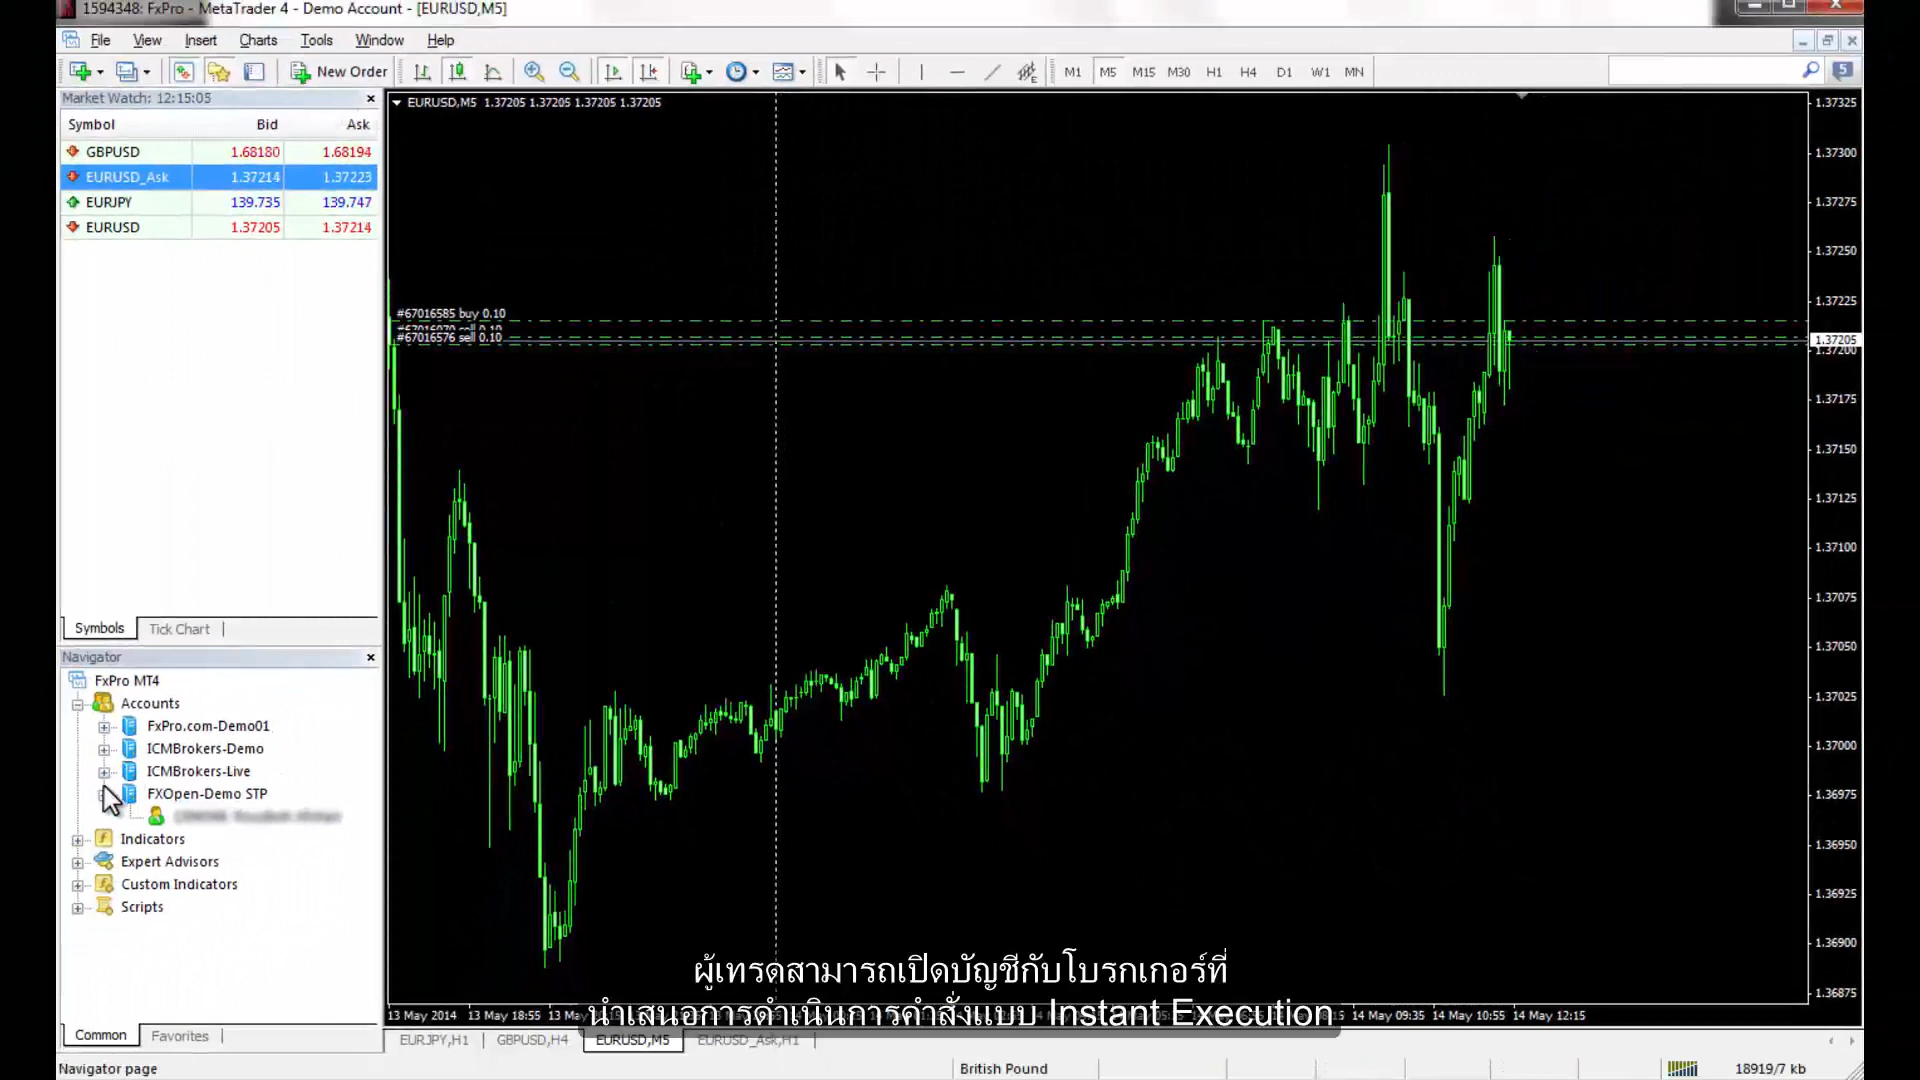 1594348: FxPro - MetaTrader 4 - Demo Account - [EURUSD,M5]
File View Insert Charts Tools Window Help
New Order M1 M5 M15 M30 H1 H4 D1 W1 MN 5
Market Watch: 12:15:05
Symbol Bid Ask
GBPUSD 1.68180 1.68194
EURUSD_Ask 1.37214 1.37223
EURJPY 139.735 139.747
EURUSD 1.37205 1.37214
Symbols Tick Chart
Navigator
FxPro MT4
Accounts
FxPro.com-Demo01
ICMBrokers-Demo
ICMBrokers-Live
FXOpen-Demo STP
Indicators
Expert Advisors
Custom Indicators
Scripts
Common Favorites
EURUSD,M5 1.37205 1.37205 1.37205 1.37205
#67016585 buy 0.10
#67016576 sell 0.10
1.37325
1.37300
1.37275
1.37250
1.37225
1.37205
1.37200
1.37175
1.37150
1.37125
1.37100
1.37075
1.37050
1.37025
1.37000
1.36975
1.36950
1.36925
1.36900
1.36875
ผู้เทรดสามารถเปิดบัญชีกับโบรกเกอร์ที่
นำเสนอการดำเนินการคำสั่งแบบ Instant Execution
13 May 2014 13 May 18:55 14 May 09:35 14 May 10:55 14 May 12:15
EURJPY,H1 GBPUSD,H4 EURUSD,M5 EURUSD_Ask,H1
Navigator page British Pound 18919/7 kb